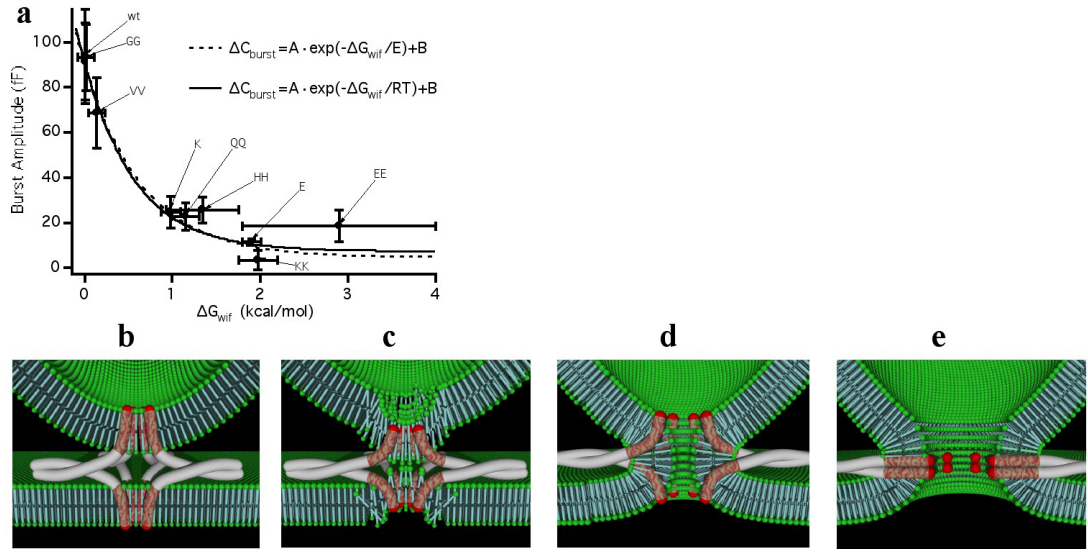 a
wt
GG
VV
K
QQ
HH
E
EE
KK
ΔC_burst=A·exp(-ΔG_wif/E)+B
ΔC_burst=A·exp(-ΔG_wif/RT)+B
Burst Amplitude (fF)
100
80
60
40
20
0
0 1 2 3 4
ΔG_wif (kcal/mol)
b c d e